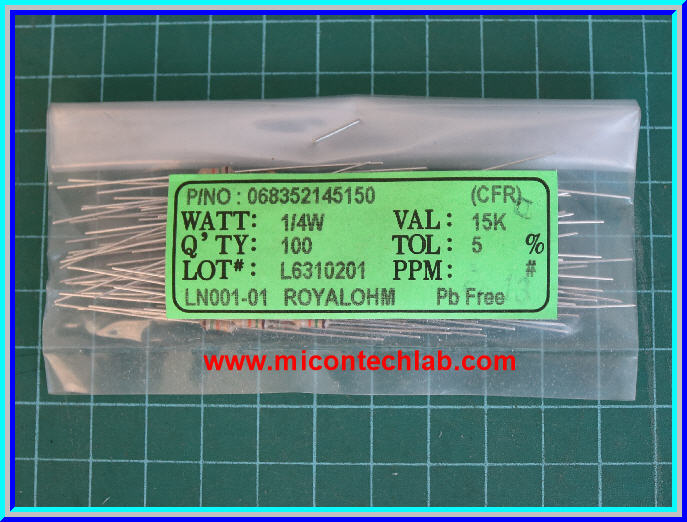 P/NO : 068352145150 (CFR)
WATT: 1/4W VAL: 15K
Q'TY: 100 TOL: 5 %
LOT#: L6310201 PPM: #
LN001-01 ROYALOHM Pb Free
www.micontechlab.com